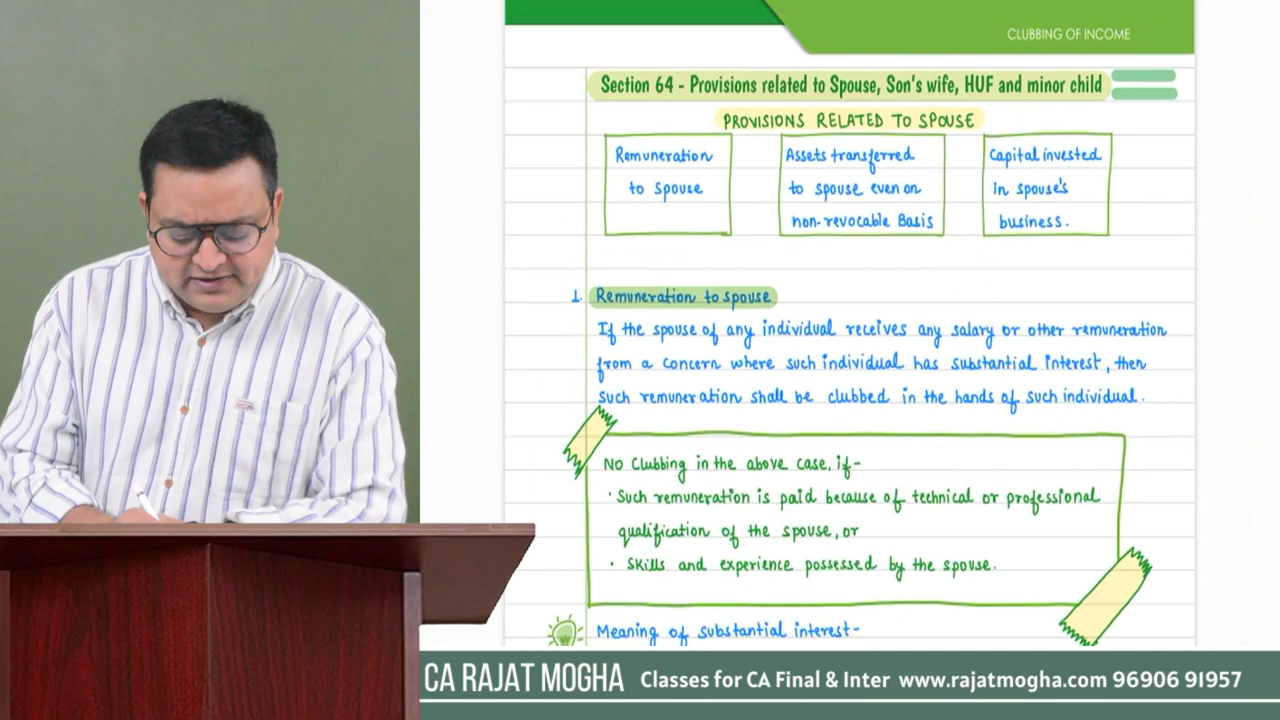 CLUBBING OF INCOME
Section 64 - Provisions related to Spouse, Son's wife, HUF and minor child
PROVISIONS RELATED TO SPOUSE
Remuneration
to Spouse
Assets transferred
to spouse even on
non-revocable Basis
Capital invested
in spouse's
business.
1. Remuneration to spouse
If the spouse of any individual receives any salary or other remuneration
from a concern where such individual has substantial interest, then
such remuneration shall be clubbed in the hands of such individual.
No Clubbing in the above case, if-
• Such remuneration is paid because of technical or professional
qualification of the spouse, or
• Skills and experience possessed by the spouse.
Meaning of substantial interest-
CA RAJAT MOGHA Classes for CA Final & Inter www.rajatmogha.com 96906 91957